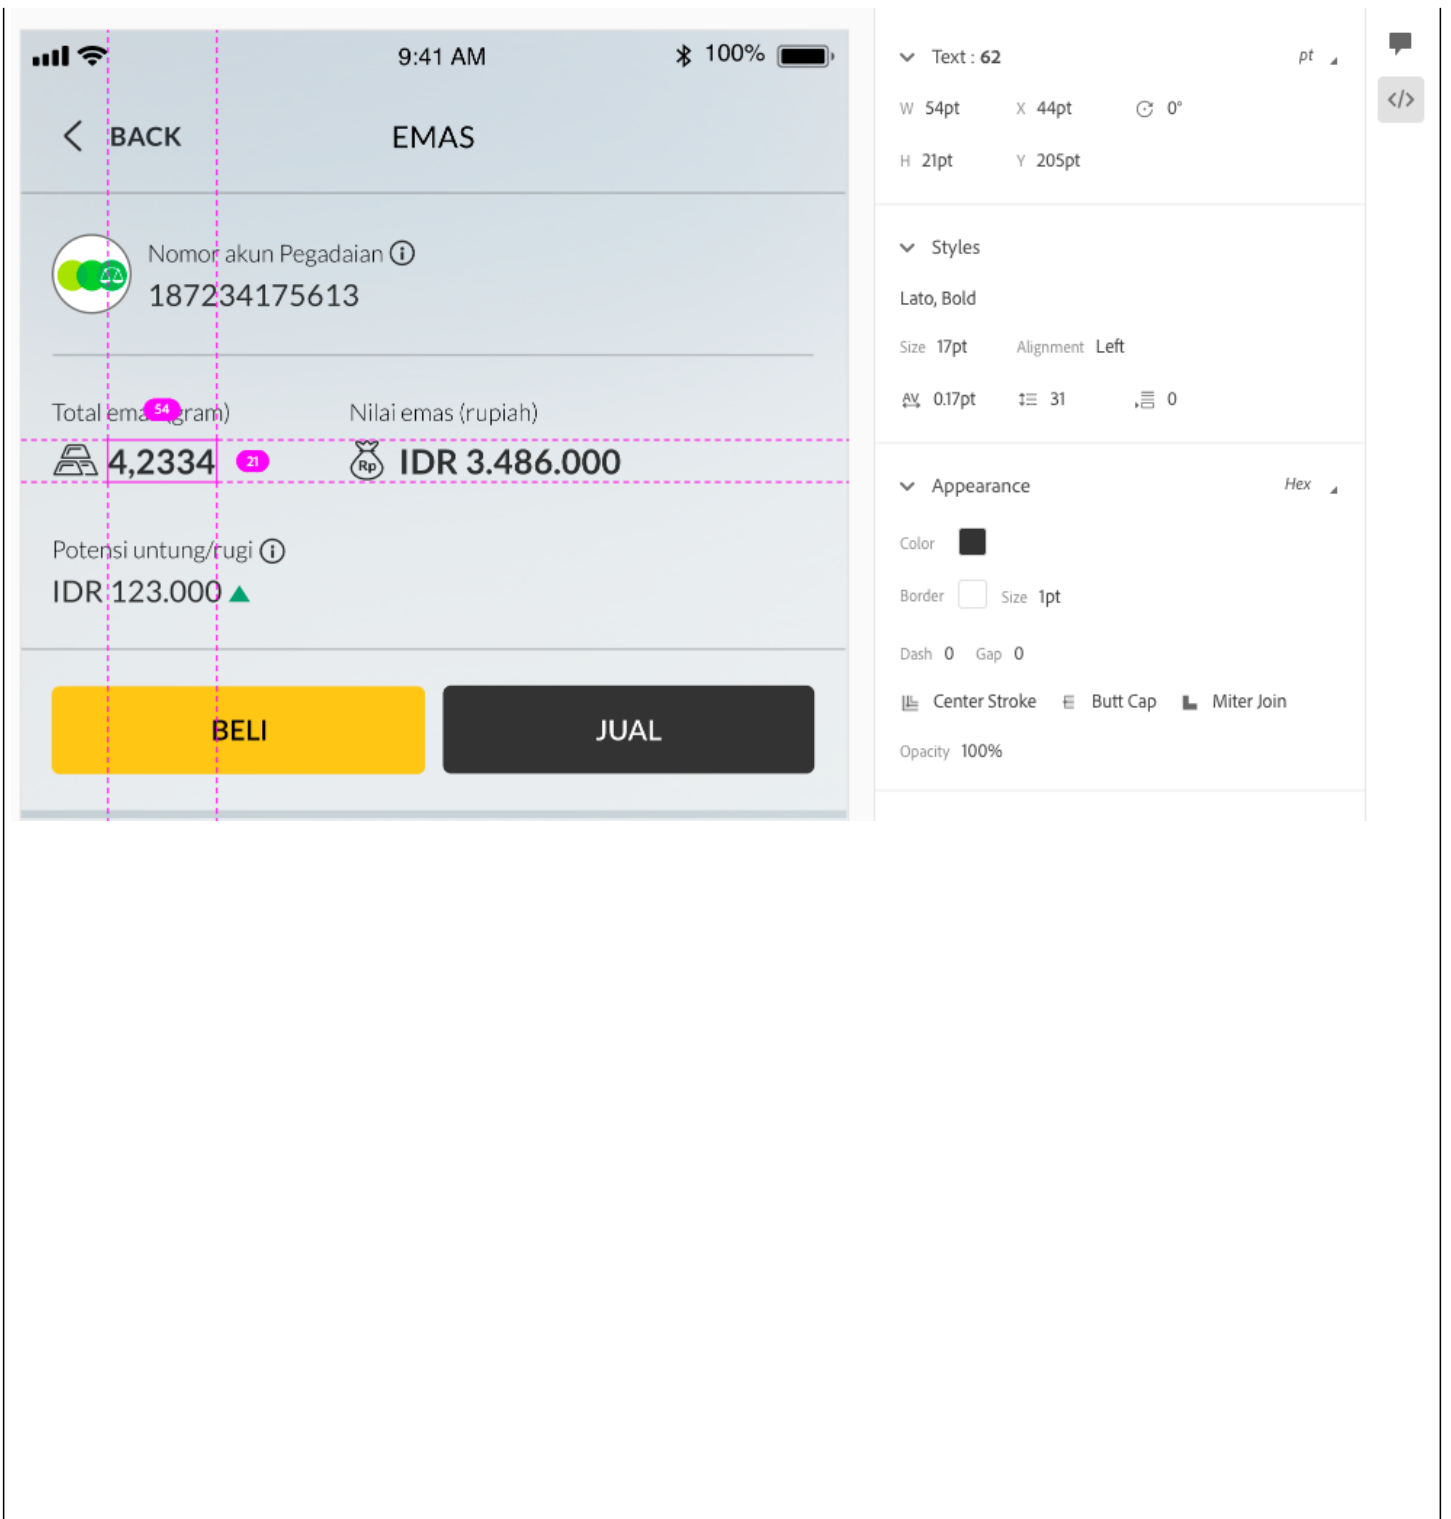 9:41 AM
100%
BACK
EMAS
Nomor akun Pegadaian
187234175613
Total emas (gram)
Nilai emas (rupiah)
54
4,2334
21
Rp
IDR 3.486.000
Potensi untung/rugi
IDR 123.000
BELI
JUAL
Text : 62
pt
W 54pt
X 44pt
0°
H 21pt
Y 205pt
Styles
Lato, Bold
Size 17pt
Alignment Left
AV 0.17pt
31
0
Appearance
Hex
Color
Border
Size 1pt
Dash 0
Gap 0
Center Stroke
Butt Cap
Miter Join
Opacity 100%